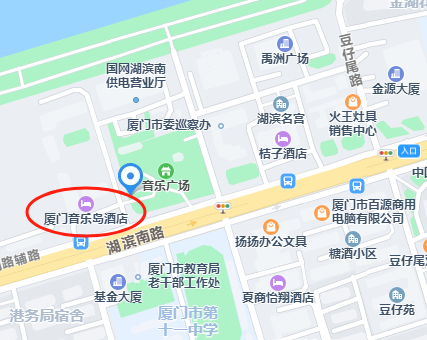 金湖花
豆仔尾路
禹洲广场
国网湖滨南
供电营业厅
金源大厦
湖滨名宫
火王灶具
销售中心
厦门市委巡察办
桔子酒店
入口
音乐广场
中国
厦门音乐岛酒店
厦门市百源商用
电脑有限公司
湖滨南路
扬扬办公文具
糖酒小区
路辅路
厦门市教育局
老干部工作处
豆仔尾
基金大厦
夏商怡翔酒店
豆仔苑
港务局宿舍
厦门市第
十一中学